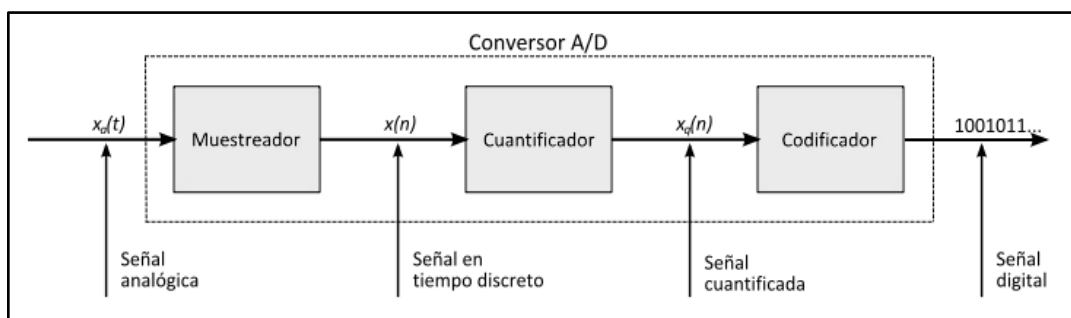 Conversor A/D
xa(t)
Muestreador
x(n)
Cuantificador
xq(n)
Codificador
1001011...
Señal
analógica
Señal en
tiempo discreto
Señal
cuantificada
Señal
digital